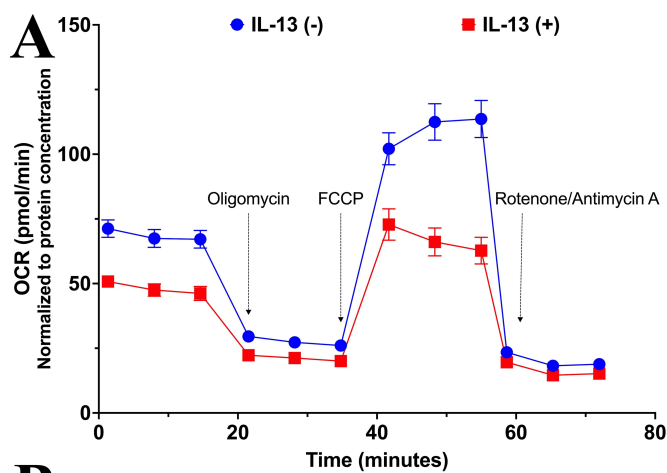 A
IL-13 (-)
IL-13 (+)
OCR (pmol/min)
Normalized to protein concentration
150
100
50
0
Oligomycin
FCCP
Rotenone/Antimycin A
0
20
40
60
80
Time (minutes)